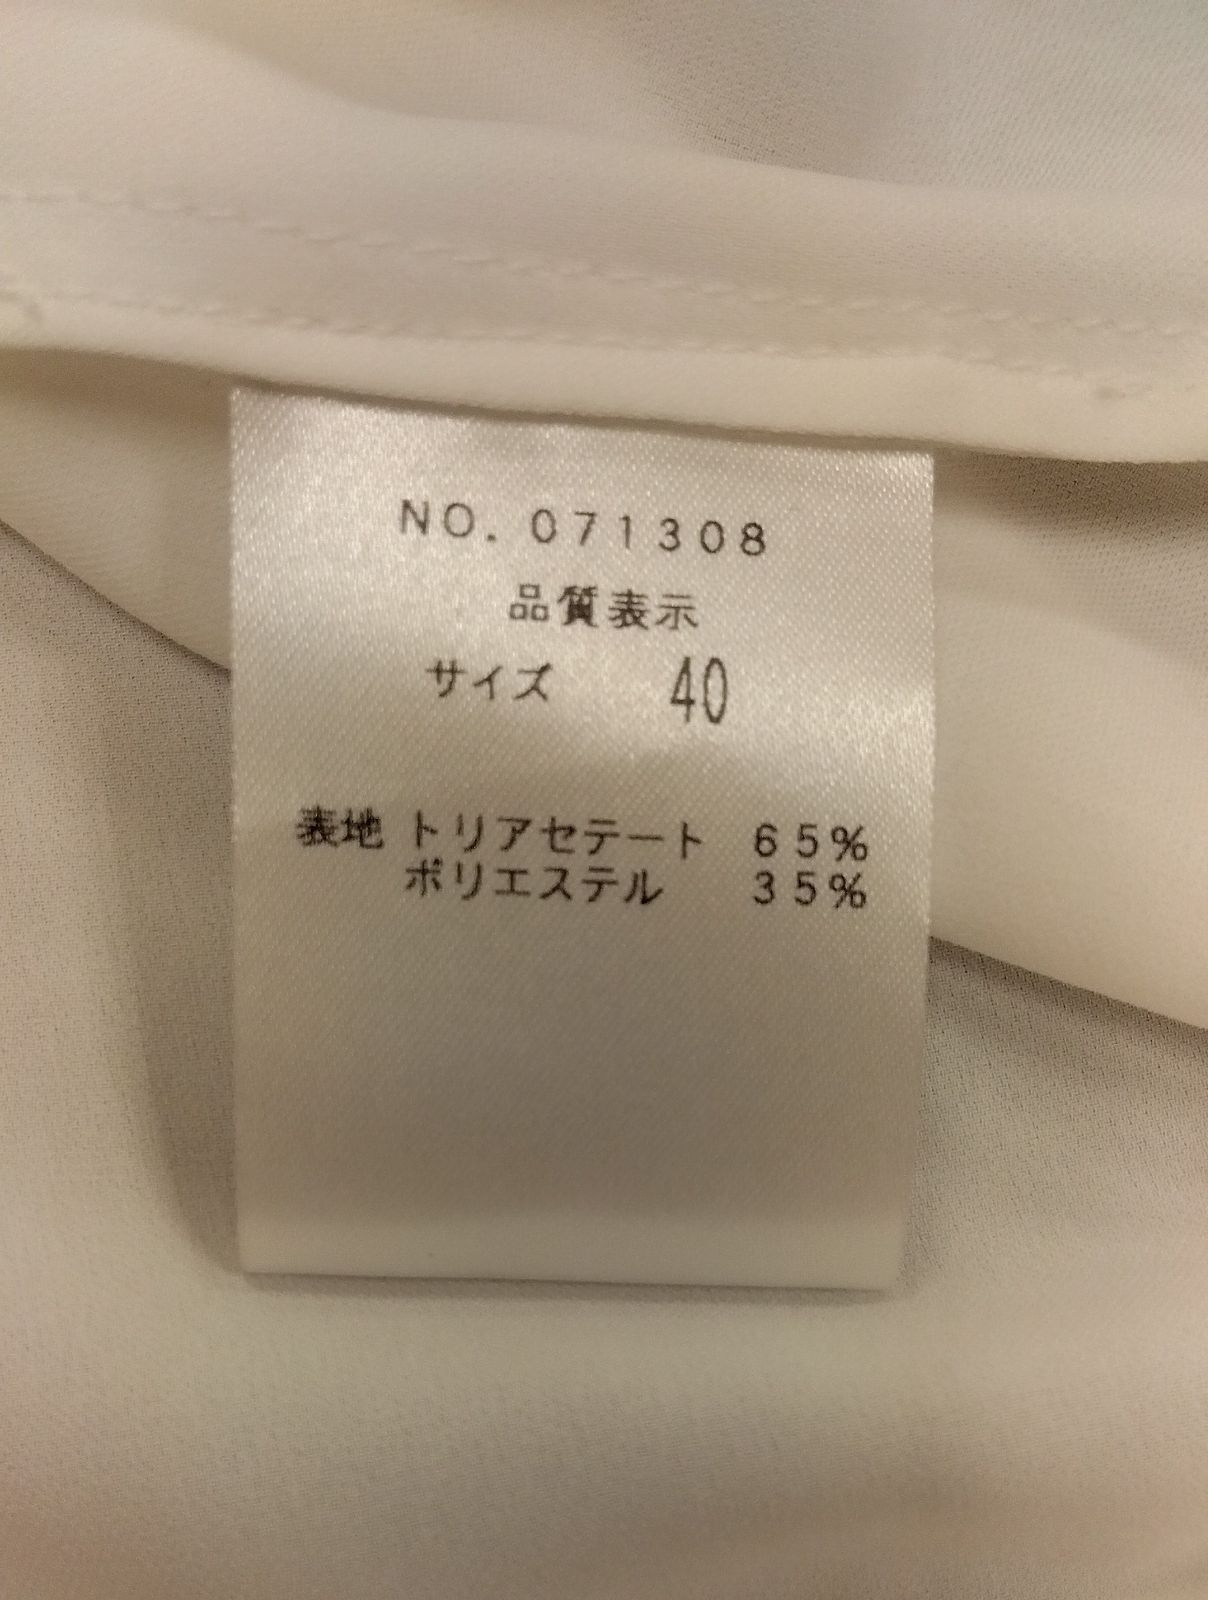 NO. 071308
品質表示
サイズ 40
表地 トリアセテート 65%
ポリエステル 35%